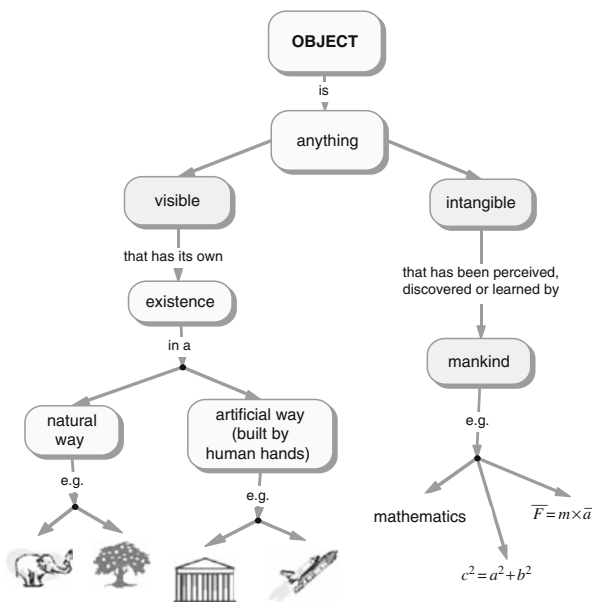 OBJECT
is
anything
visible
intangible
that has its own
that has been perceived,
discovered or learned by
existence
in a
mankind
natural
way
artificial way
(built by
human hands)
e.g.
e.g.
e.g.
mathematics
F̅ = m × a̅
c² = a² + b²